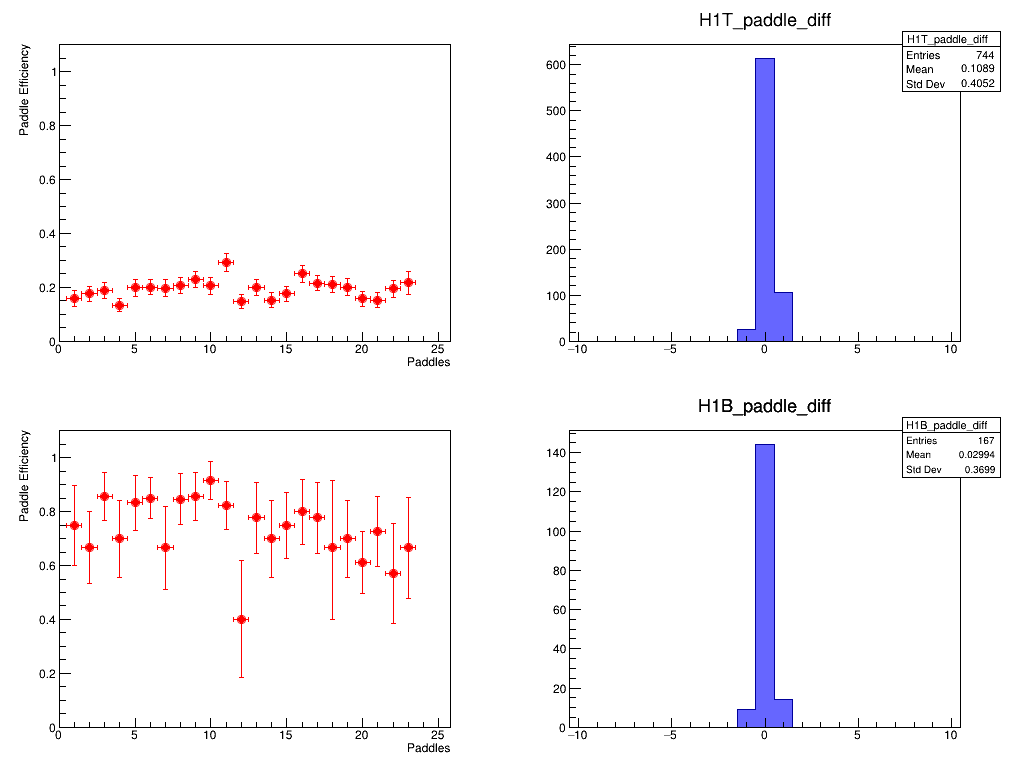 Paddle Efficiency
1
0.8
0.6
0.4
0.2
0
0 5 10 15 20 25
Paddles
H1T_paddle_diff
H1T_paddle_diff
Entries 744
Mean 0.1089
Std Dev 0.4052
600
500
400
300
200
100
0
−10 −5 0 5 10
Paddle Efficiency
1
0.8
0.6
0.4
0.2
0
0 5 10 15 20 25
Paddles
H1B_paddle_diff
H1B_paddle_diff
Entries 167
Mean 0.02994
Std Dev 0.3699
140
120
100
80
60
40
20
0
−10 −5 0 5 10